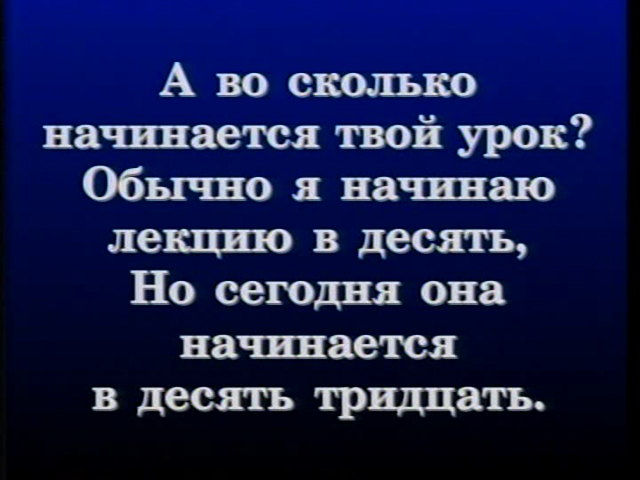 А во сколько
начинается твой урок?
Обычно я начинаю
лекцию в десять,
Но сегодня она
начинается
в десять тридцать.